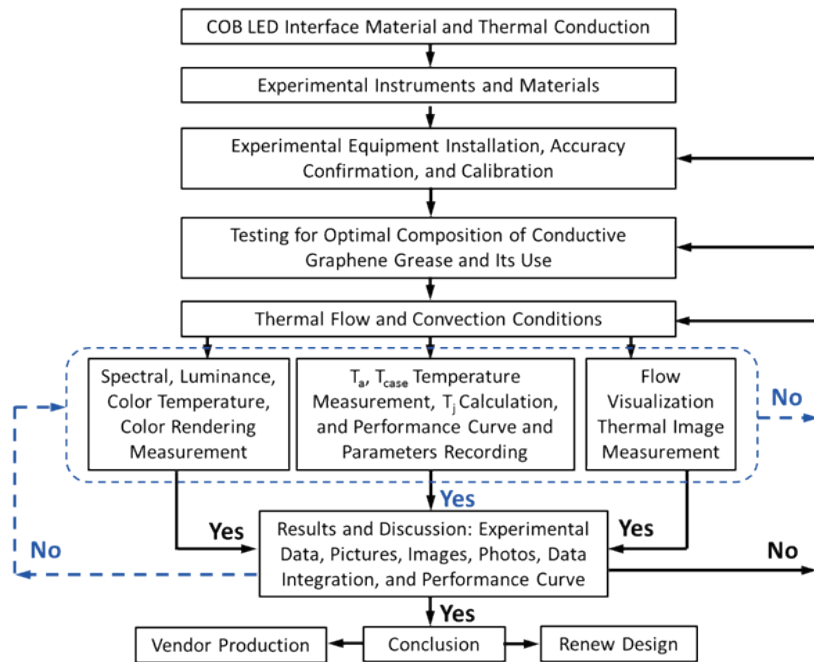 COB LED Interface Material and Thermal Conduction
Experimental Instruments and Materials
Experimental Equipment Installation, Accuracy
Confirmation, and Calibration
Testing for Optimal Composition of Conductive
Graphene Grease and Its Use
Thermal Flow and Convection Conditions
Spectral, Luminance,
Color Temperature,
Color Rendering
Measurement
Ta, Tcase Temperature
Measurement, Tj Calculation,
and Performance Curve and
Parameters Recording
Flow
Visualization
Thermal Image
Measurement
No
Yes
Yes
Yes
No
Results and Discussion: Experimental
Data, Pictures, Images, Photos, Data
Integration, and Performance Curve
No
Yes
Vendor Production
Conclusion
Renew Design